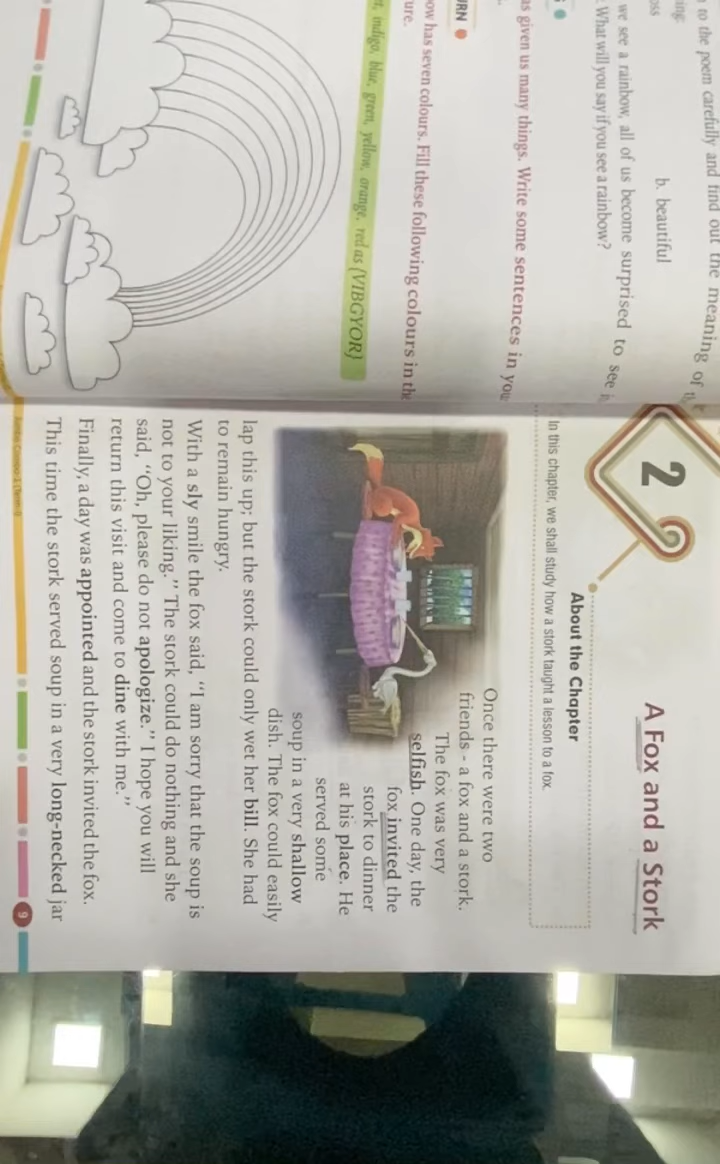 to the poem carefully and find out the meaning of
b. beautiful
we see a rainbow, all of us become surprised to see
What will you say if you see a rainbow?
as given us many things. Write some sentences in
URN
ow has seven colours. Fill these following colours in the
ure.
indigo, blue, green, yellow, orange, red as {VIBGYOR}
2
A Fox and a Stork
About the Chapter
In this chapter, we shall study how a stork taught a lesson to a fox.
Once there were two
friends - a fox and a stork.
The fox was very
selfish. One day, the
fox invited the
stork to dinner
at his place. He
served some
soup in a very shallow
dish. The fox could easily
lap this up; but the stork could only wet her bill. She had
to remain hungry.
With a sly smile the fox said, "I am sorry that the soup is
not to your liking." The stork could do nothing and she
said, "Oh, please do not apologize." I hope you will
return this visit and come to dine with me."
Finally, a day was appointed and the stork invited the fox.
This time the stork served soup in a very long-necked jar
9